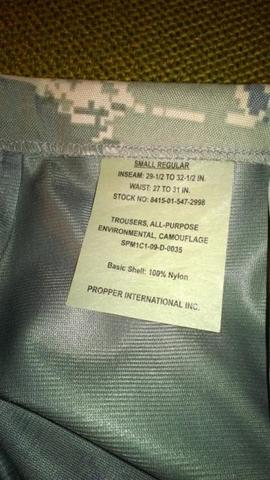 SMALL REGULAR
INSEAM: 29-1/2 TO 32-1/2 IN.
WAIST: 27 TO 31 IN.
STOCK NO: 8415-01-547-2998
TROUSERS, ALL-PURPOSE
ENVIRONMENTAL, CAMOUFLAGE
SPM1C1-09-D-0035
Basic Shell: 100% Nylon
PROPPER INTERNATIONAL INC.